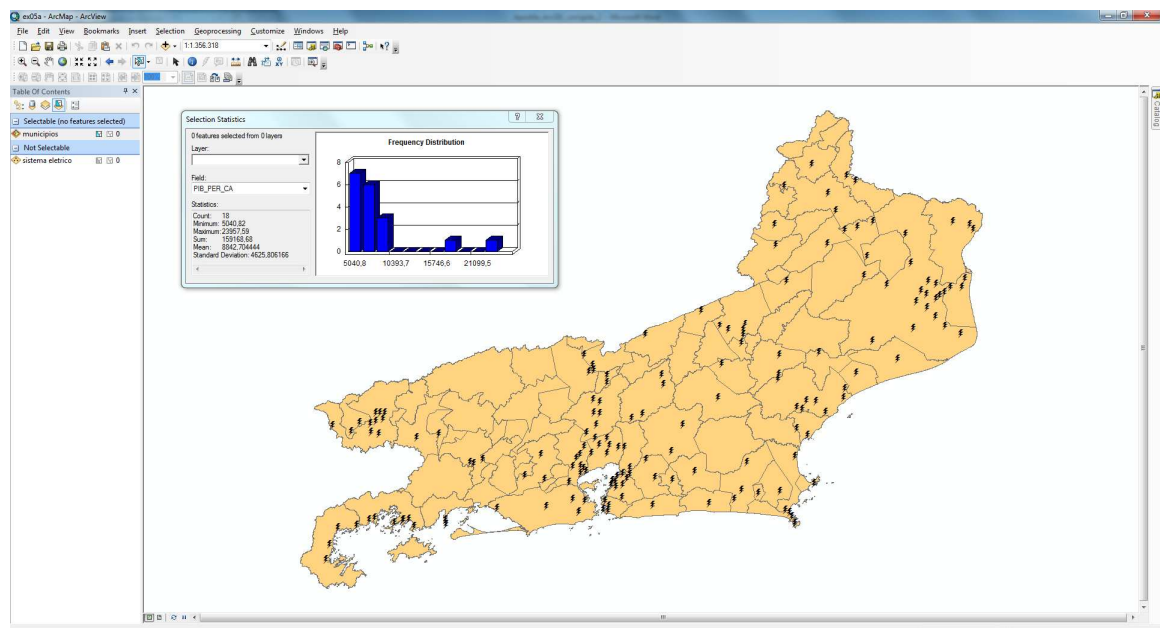 ex05a - ArcMap - ArcView
File Edit View Bookmarks Insert Selection Geoprocessing Customize Windows Help
1:1.356.318
Table Of Contents
Selectable (no features selected)
municipios 0
Not Selectable
sistema eletrico 0
Selection Statistics
0 features selected from 0 layers
Layer:
Field:
PIB_PER_CA
Statistics:
Count: 18
Minimum: 5040,82
Maximum: 23957,59
Sum: 159168,68
Mean: 8842,704444
Standard Deviation: 4625,806166
Frequency Distribution
8
6
4
2
0
5040,8 10393,7 15746,6 21099,5
Catalog